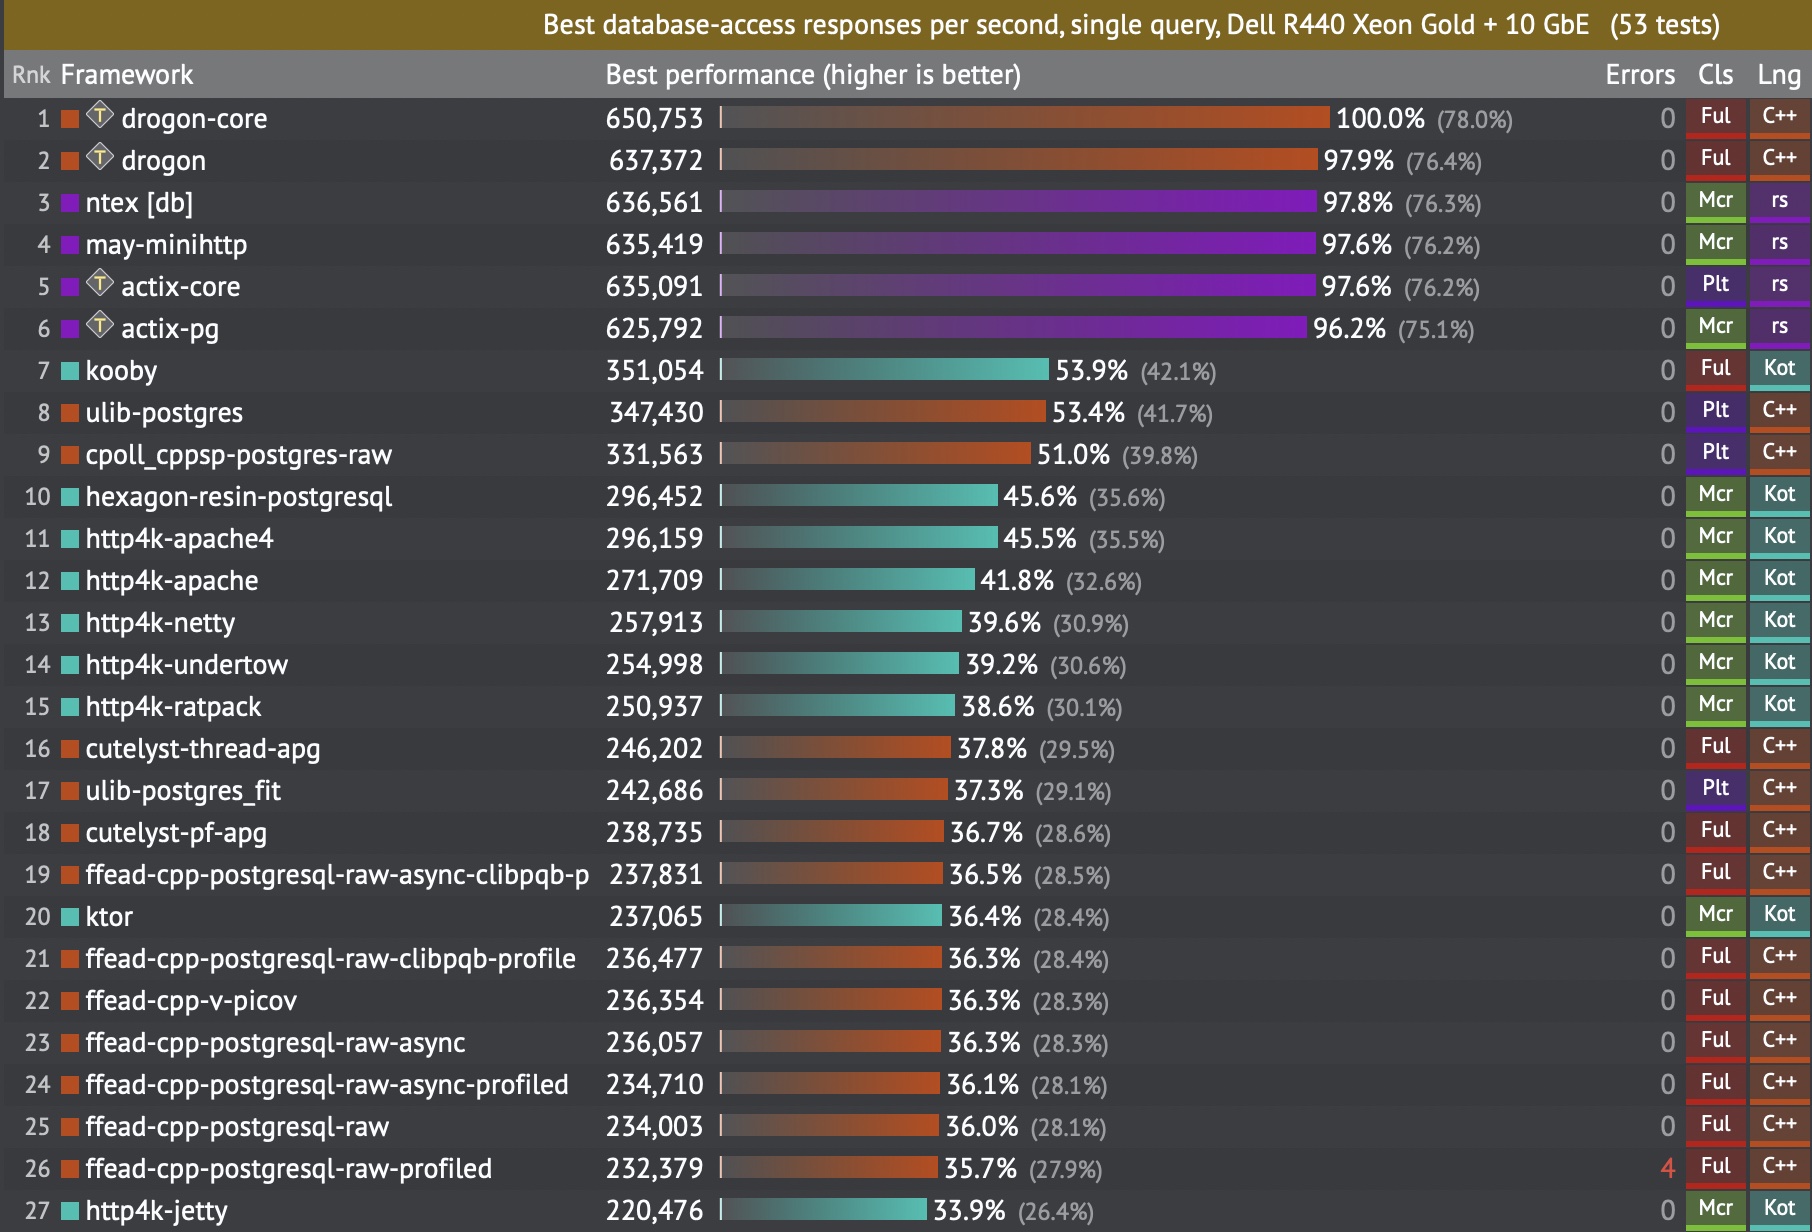 Best database-access responses per second, single query, Dell R440 Xeon Gold + 10 GbE (53 tests)
Rnk Framework Best performance (higher is better) Errors Cls Lng
1 T drogon-core 650,753 100.0% (78.0%) 0 Ful C++
2 T drogon 637,372 97.9% (76.4%) 0 Ful C++
3 ntex [db] 636,561 97.8% (76.3%) 0 Mcr rs
4 may-minihttp 635,419 97.6% (76.2%) 0 Mcr rs
5 T actix-core 635,091 97.6% (76.2%) 0 Plt rs
6 T actix-pg 625,792 96.2% (75.1%) 0 Mcr rs
7 kooby 351,054 53.9% (42.1%) 0 Ful Kot
8 ulib-postgres 347,430 53.4% (41.7%) 0 Plt C++
9 cpoll_cppsp-postgres-raw 331,563 51.0% (39.8%) 0 Plt C++
10 hexagon-resin-postgresql 296,452 45.6% (35.6%) 0 Mcr Kot
11 http4k-apache4 296,159 45.5% (35.5%) 0 Mcr Kot
12 http4k-apache 271,709 41.8% (32.6%) 0 Mcr Kot
13 http4k-netty 257,913 39.6% (30.9%) 0 Mcr Kot
14 http4k-undertow 254,998 39.2% (30.6%) 0 Mcr Kot
15 http4k-ratpack 250,937 38.6% (30.1%) 0 Mcr Kot
16 cutelyst-thread-apg 246,202 37.8% (29.5%) 0 Ful C++
17 ulib-postgres_fit 242,686 37.3% (29.1%) 0 Plt C++
18 cutelyst-pf-apg 238,735 36.7% (28.6%) 0 Ful C++
19 ffead-cpp-postgresql-raw-async-clibpqb-p 237,831 36.5% (28.5%) 0 Ful C++
20 ktor 237,065 36.4% (28.4%) 0 Mcr Kot
21 ffead-cpp-postgresql-raw-clibpqb-profile 236,477 36.3% (28.4%) 0 Ful C++
22 ffead-cpp-v-picov 236,354 36.3% (28.3%) 0 Ful C++
23 ffead-cpp-postgresql-raw-async 236,057 36.3% (28.3%) 0 Ful C++
24 ffead-cpp-postgresql-raw-async-profiled 234,710 36.1% (28.1%) 0 Ful C++
25 ffead-cpp-postgresql-raw 234,003 36.0% (28.1%) 0 Ful C++
26 ffead-cpp-postgresql-raw-profiled 232,379 35.7% (27.9%) 4 Ful C++
27 http4k-jetty 220,476 33.9% (26.4%) 0 Mcr Kot